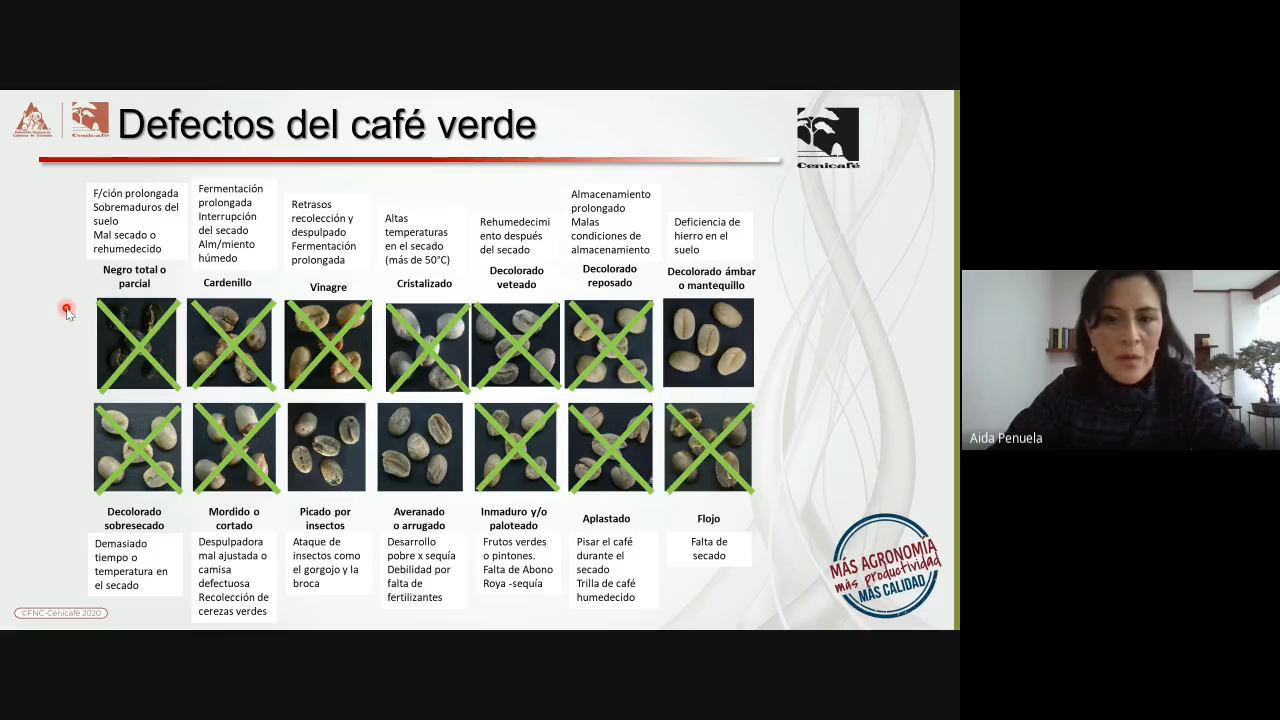 Defectos del café verde
Cenicafé
Cenicafé
F/ción prolongada
Sobremaduros del
suelo
Mal secado o
rehumedecido
Fermentación
prolongada
Interrupción
del secado
Alm/miento
húmedo
Retrasos
recolección y
despulpado
Fermentación
prolongada
Altas
temperaturas
en el secado
(más de 50°C)
Rehumedecimi
ento después
del secado
Almacenamiento
prolongado
Malas
condiciones de
almacenamiento
Deficiencia de
hierro en el
suelo
Negro total o
parcial
Cardenillo
Vinagre
Cristalizado
Decolorado
veteado
Decolorado
reposado
Decolorado ámbar
o mantequillo
Decolorado
sobresecado
Mordido o
cortado
Picado por
insectos
Averanado
o arrugado
Inmaduro y/o
paloteado
Aplastado
Flojo
Demasiado
tiempo o
temperatura en
el secado
Despulpadora
mal ajustada o
camisa
defectuosa
Recolección de
cerezas verdes
Ataque de
insectos como
el gorgojo y la
broca
Desarrollo
pobre x sequía
Debilidad por
falta de
fertilizantes
Frutos verdes
o pintones.
Falta de Abono
Roya -sequía
Pisar el café
durante el
secado
Trilla de café
humedecido
Falta de
secado
MÁS AGRONOMÍA
más productividad
MÁS CALIDAD
©FNC-Cenicafé 2020
Aida Penuela